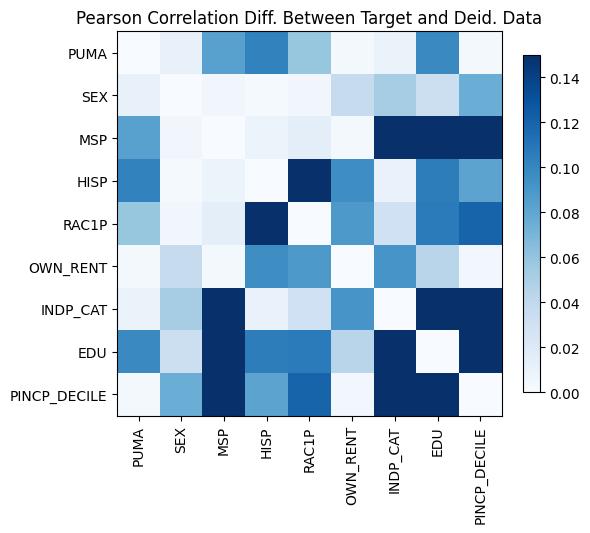 Pearson Correlation Diff. Between Target and Deid. Data
PUMA
SEX
MSP
HISP
RAC1P
OWN_RENT
INDP_CAT
EDU
PINCP_DECILE
PUMA
SEX
MSP
HISP
RAC1P
OWN_RENT
INDP_CAT
EDU
PINCP_DECILE
0.14
0.12
0.10
0.08
0.06
0.04
0.02
0.00